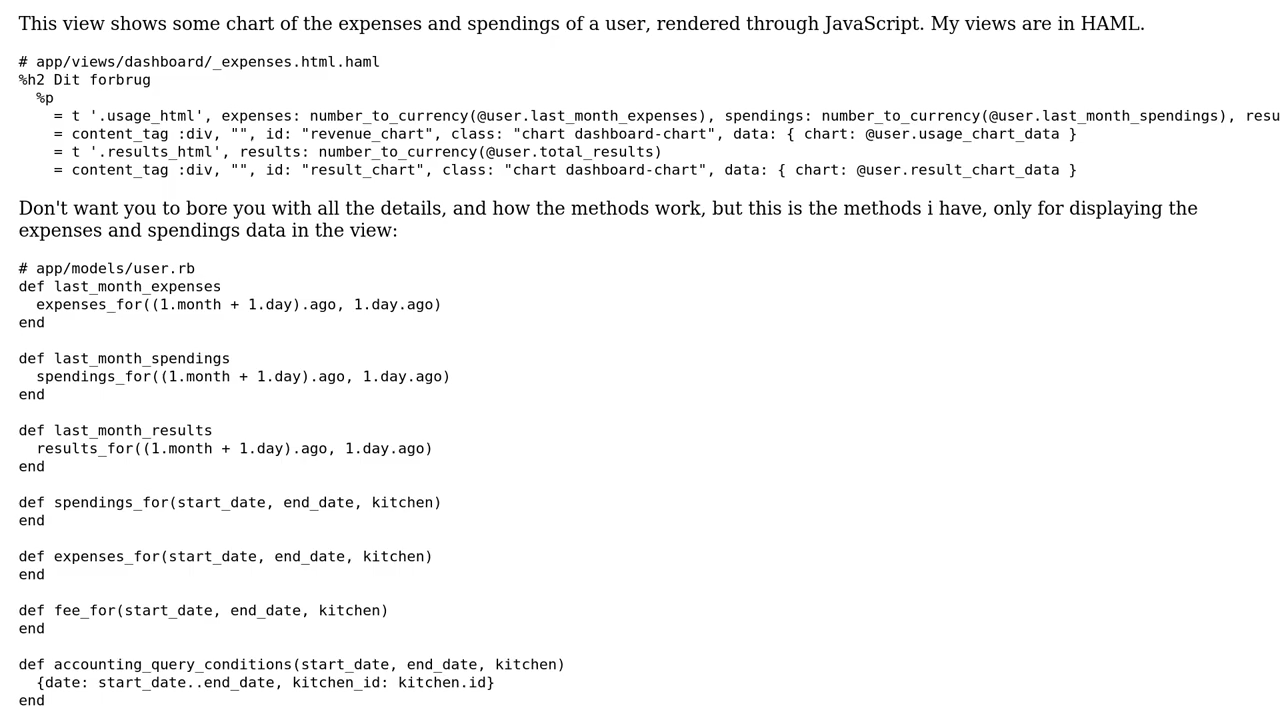 This view shows some chart of the expenses and spendings of a user, rendered through JavaScript. My views are in HAML.
# app/views/dashboard/_expenses.html.haml
%h2 Dit forbrug
  %p
    = t '.usage_html', expenses: number_to_currency(@user.last_month_expenses), spendings: number_to_currency(@user.last_month_spendings), resu
    = content_tag :div, "", id: "revenue_chart", class: "chart dashboard-chart", data: { chart: @user.usage_chart_data }
    = t '.results_html', results: number_to_currency(@user.total_results)
    = content_tag :div, "", id: "result_chart", class: "chart dashboard-chart", data: { chart: @user.result_chart_data }
Don't want you to bore you with all the details, and how the methods work, but this is the methods i have, only for displaying the
expenses and spendings data in the view:
# app/models/user.rb
def last_month_expenses
  expenses_for((1.month + 1.day).ago, 1.day.ago)
end
def last_month_spendings
  spendings_for((1.month + 1.day).ago, 1.day.ago)
end
def last_month_results
  results_for((1.month + 1.day).ago, 1.day.ago)
end
def spendings_for(start_date, end_date, kitchen)
end
def expenses_for(start_date, end_date, kitchen)
end
def fee_for(start_date, end_date, kitchen)
end
def accounting_query_conditions(start_date, end_date, kitchen)
  {date: start_date..end_date, kitchen_id: kitchen.id}
end